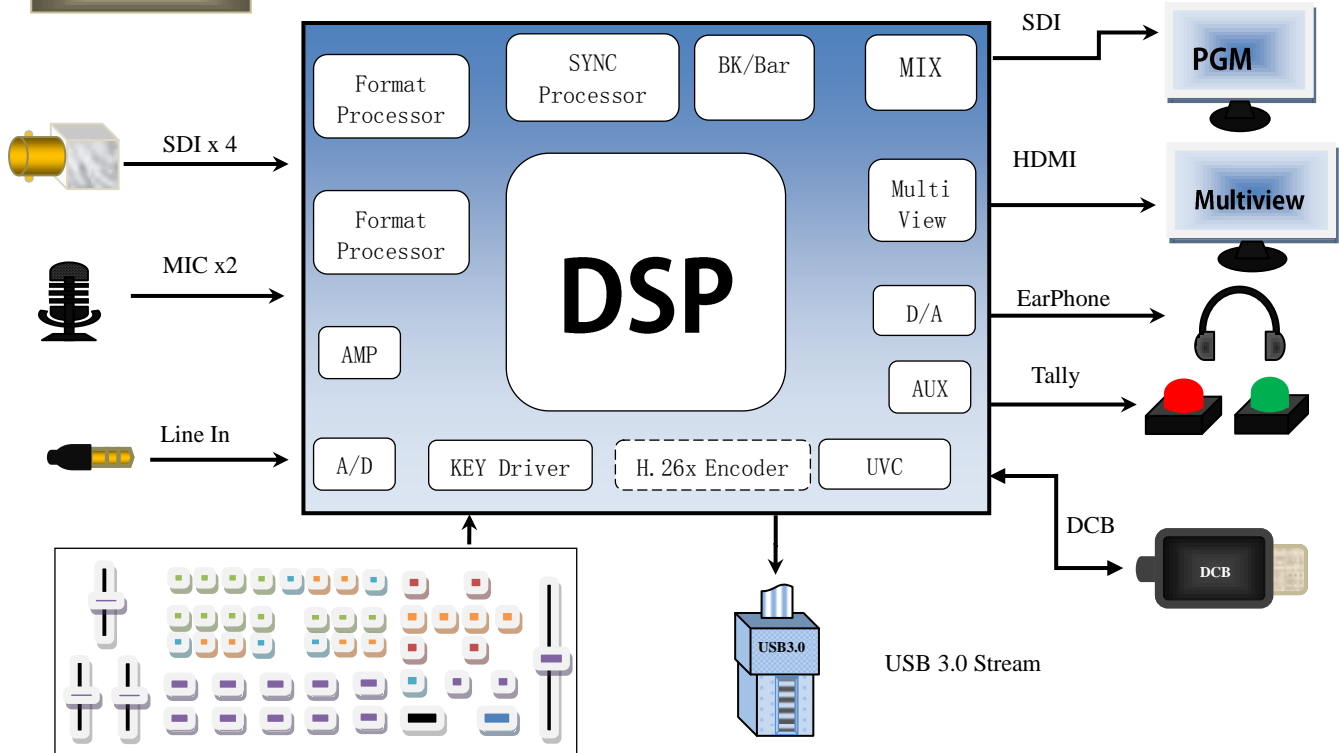 SDI
PGM
Format
Processor
SYNC
Processor
BK/Bar
MIX
SDI x 4
HDMI
Multi
View
Multiview
Format
Processor
DSP
MIC x2
D/A
EarPhone
AMP
AUX
Tally
Line In
A/D
KEY Driver
H.26x Encoder
UVC
DCB
DCB
USB3.0
USB 3.0 Stream